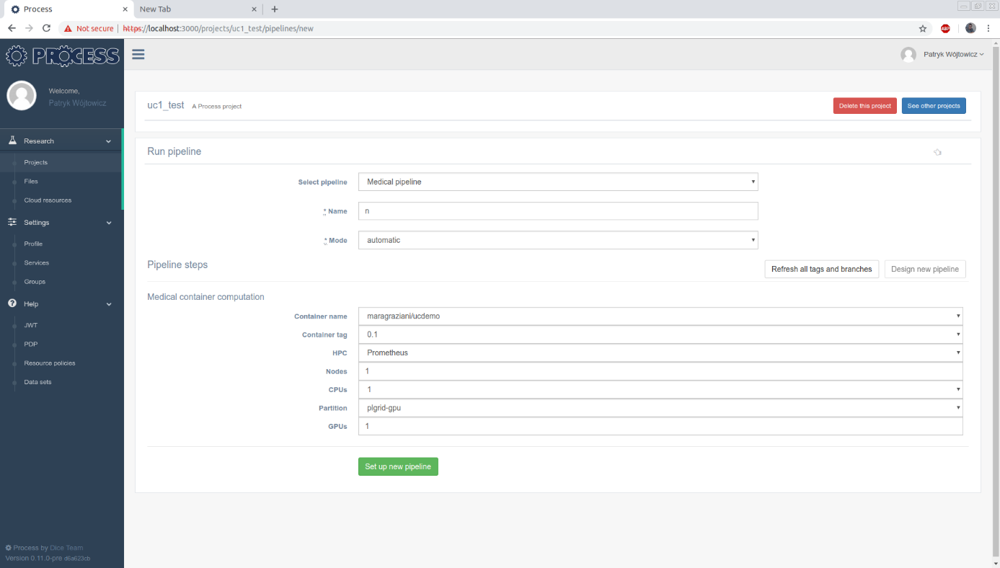 Process
New Tab
Not secure https://localhost:3000/projects/uc1_test/pipelines/new
ABP
PROCESS
Patryk Wójtowicz
Welcome,
Patryk Wójtowicz
Research
Projects
Files
Cloud resources
Settings
Profile
Services
Groups
Help
JWT
PDP
Resource policies
Data sets
Process by Dice Team
Version 0.11.0-pre d6a623cb
uc1_test A Process project
Delete this project
See other projects
Run pipeline
Select pipeline Medical pipeline
* Name n
* Mode automatic
Pipeline steps
Refresh all tags and branches
Design new pipeline
Medical container computation
Container name maragraziani/ucdemo
Container tag 0.1
HPC Prometheus
Nodes 1
CPUs 1
Partition plgrid-gpu
GPUs 1
Set up new pipeline